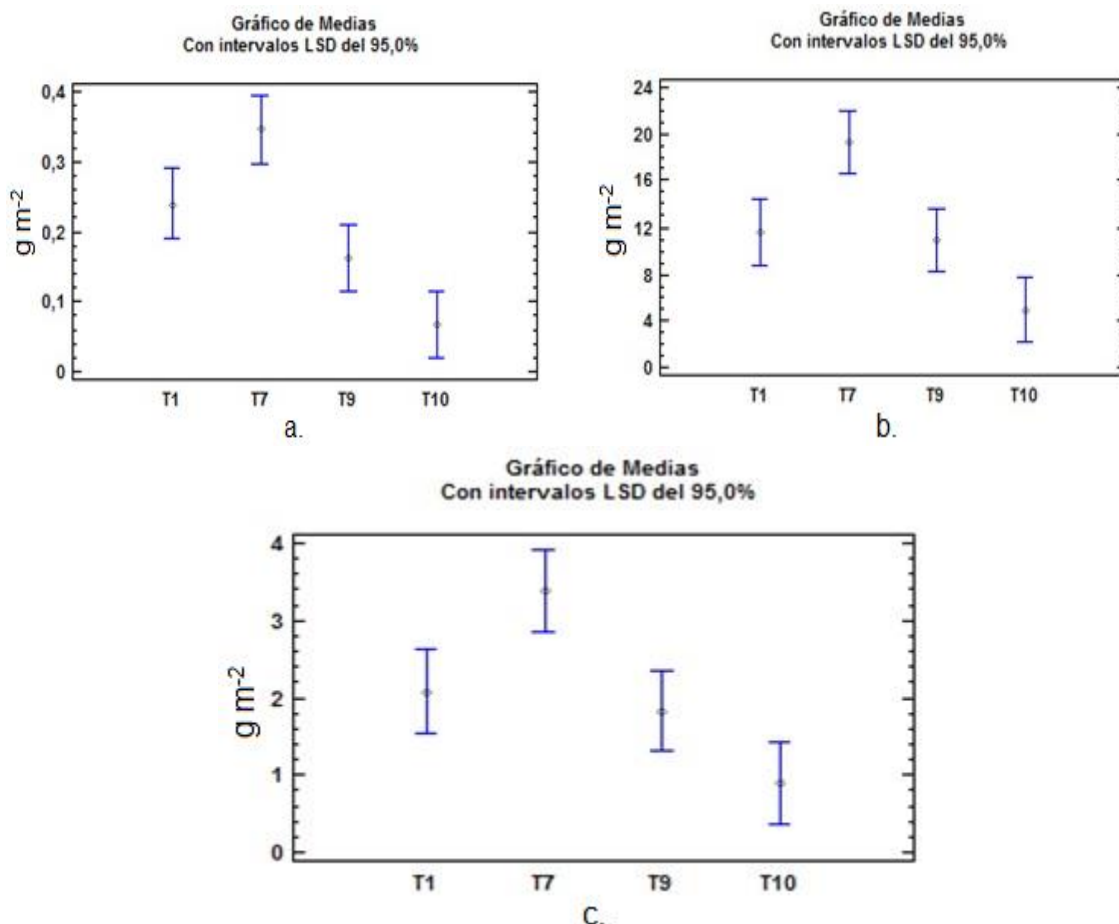 Gráfico de Medias
Con intervalos LSD del 95,0%
0,4
0,3
0,2
0,1
0
g m⁻²
T1 T7 T9 T10
a.
Gráfico de Medias
Con intervalos LSD del 95,0%
24
20
16
12
8
4
0
g m⁻²
T1 T7 T9 T10
b.
Gráfico de Medias
Con intervalos LSD del 95,0%
4
3
2
1
0
g m⁻²
T1 T7 T9 T10
c.